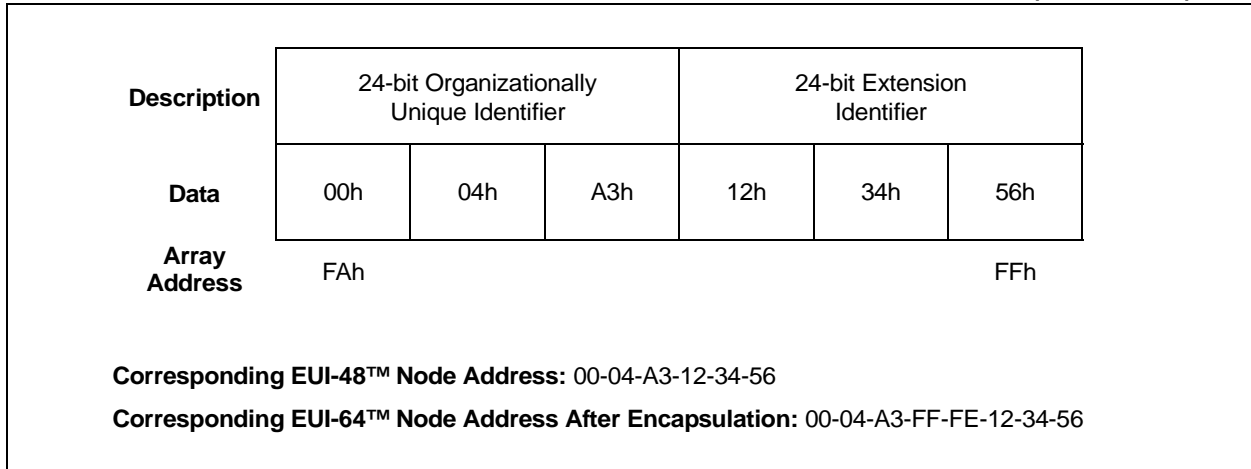 Description
24-bit Organizationally
Unique Identifier
24-bit Extension
Identifier
Data
00h
04h
A3h
12h
34h
56h
Array
Address
FAh
FFh
Corresponding EUI-48™ Node Address: 00-04-A3-12-34-56
Corresponding EUI-64™ Node Address After Encapsulation: 00-04-A3-FF-FE-12-34-56